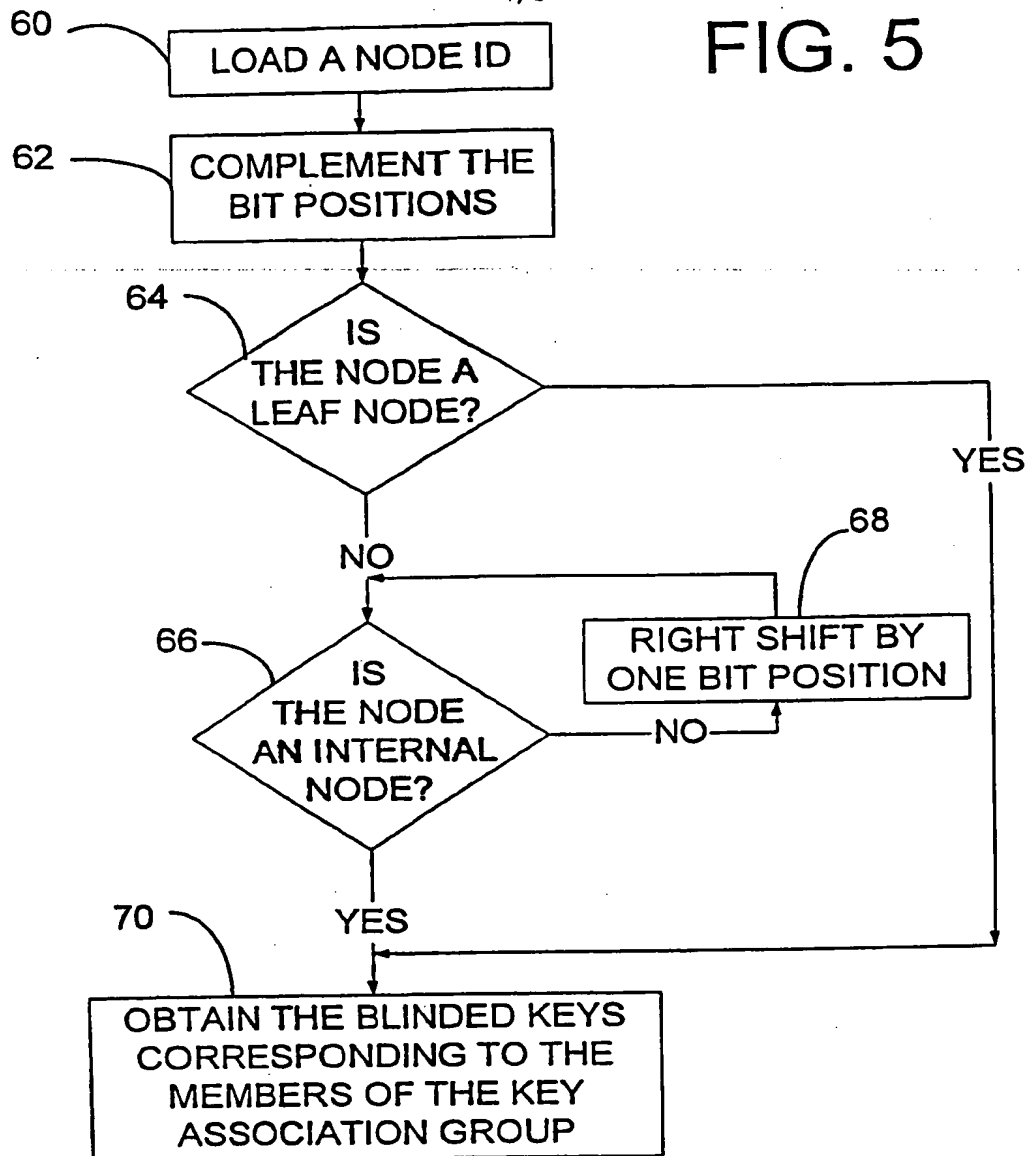 60
LOAD A NODE ID
FIG. 5
62
COMPLEMENT THE
BIT POSITIONS
64
IS
THE NODE A
LEAF NODE?
YES
NO
68
RIGHT SHIFT BY
ONE BIT POSITION
66
IS
THE NODE
AN INTERNAL
NODE?
NO
YES
70
OBTAIN THE BLINDED KEYS
CORRESPONDING TO THE
MEMBERS OF THE KEY
ASSOCIATION GROUP